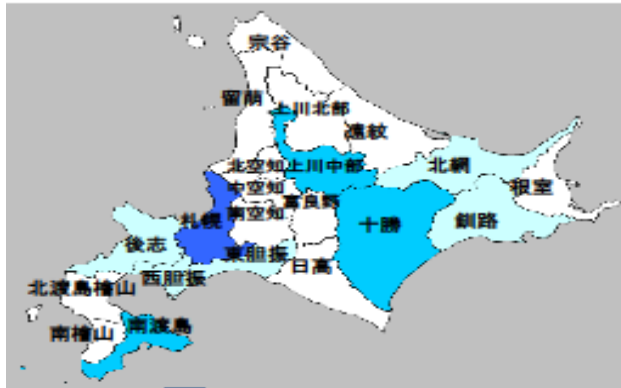 宗谷
留萌
上川北部
遠紋
北空知
上川中部
北網
中空知
根室
富良野
札幌
南空知
十勝
釧路
後志
東胆振
日高
西胆振
北渡島檜山
南渡島
南檜山